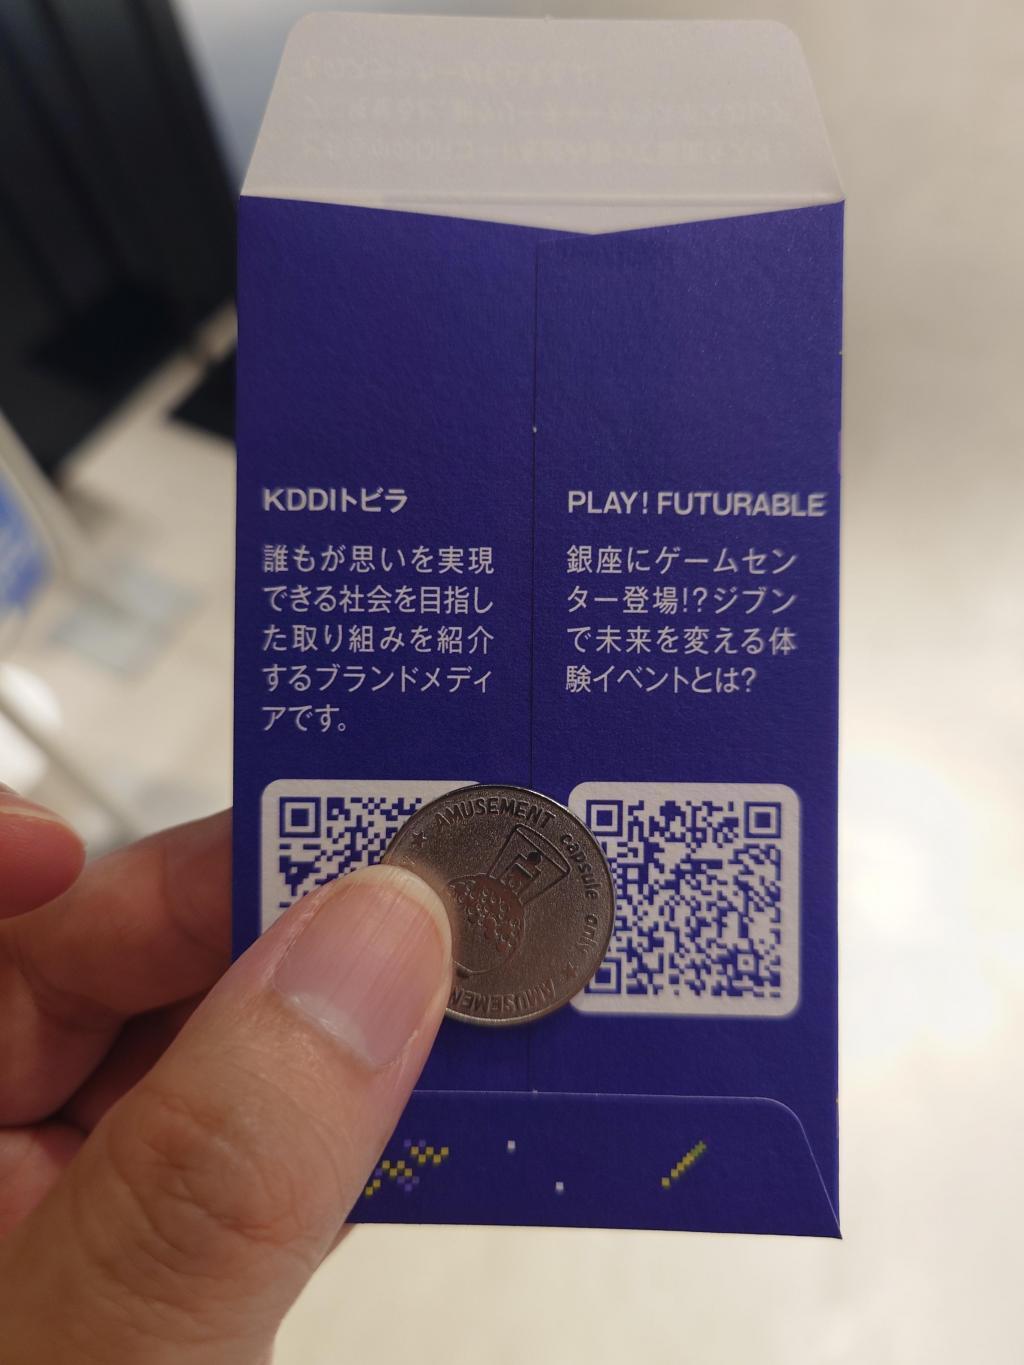 KDDIトビラ
誰もが思いを実現
できる社会を目指し
た取り組みを紹介
するブランドメディ
アです。
PLAY! FUTURABLE
銀座にゲームセン
ター登場!?ジブン
で未来を変える体
験イベントとは?
★ AMUSEMENT capsule only ★ AMUSEMEN